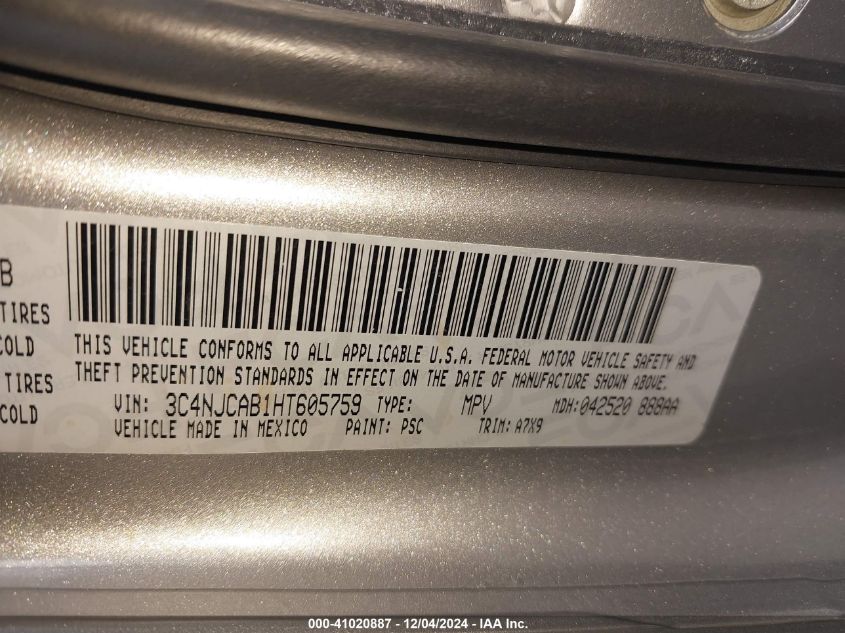 B
TIRES
COLD
TIRES
COLD
THIS VEHICLE CONFORMS TO ALL APPLICABLE U.S.A. FEDERAL MOTOR VEHICLE SAFETY AND
THEFT PREVENTION STANDARDS IN EFFECT ON THE DATE OF MANUFACTURE SHOWN ABOVE.
VIN: 3C4NJCAB1HT605759 TYPE: MPV MDH:042520 888AA
VEHICLE MADE IN MEXICO PAINT: PSC TRIM: A7X9
000-41020887 - 12/04/2024 - IAA Inc.